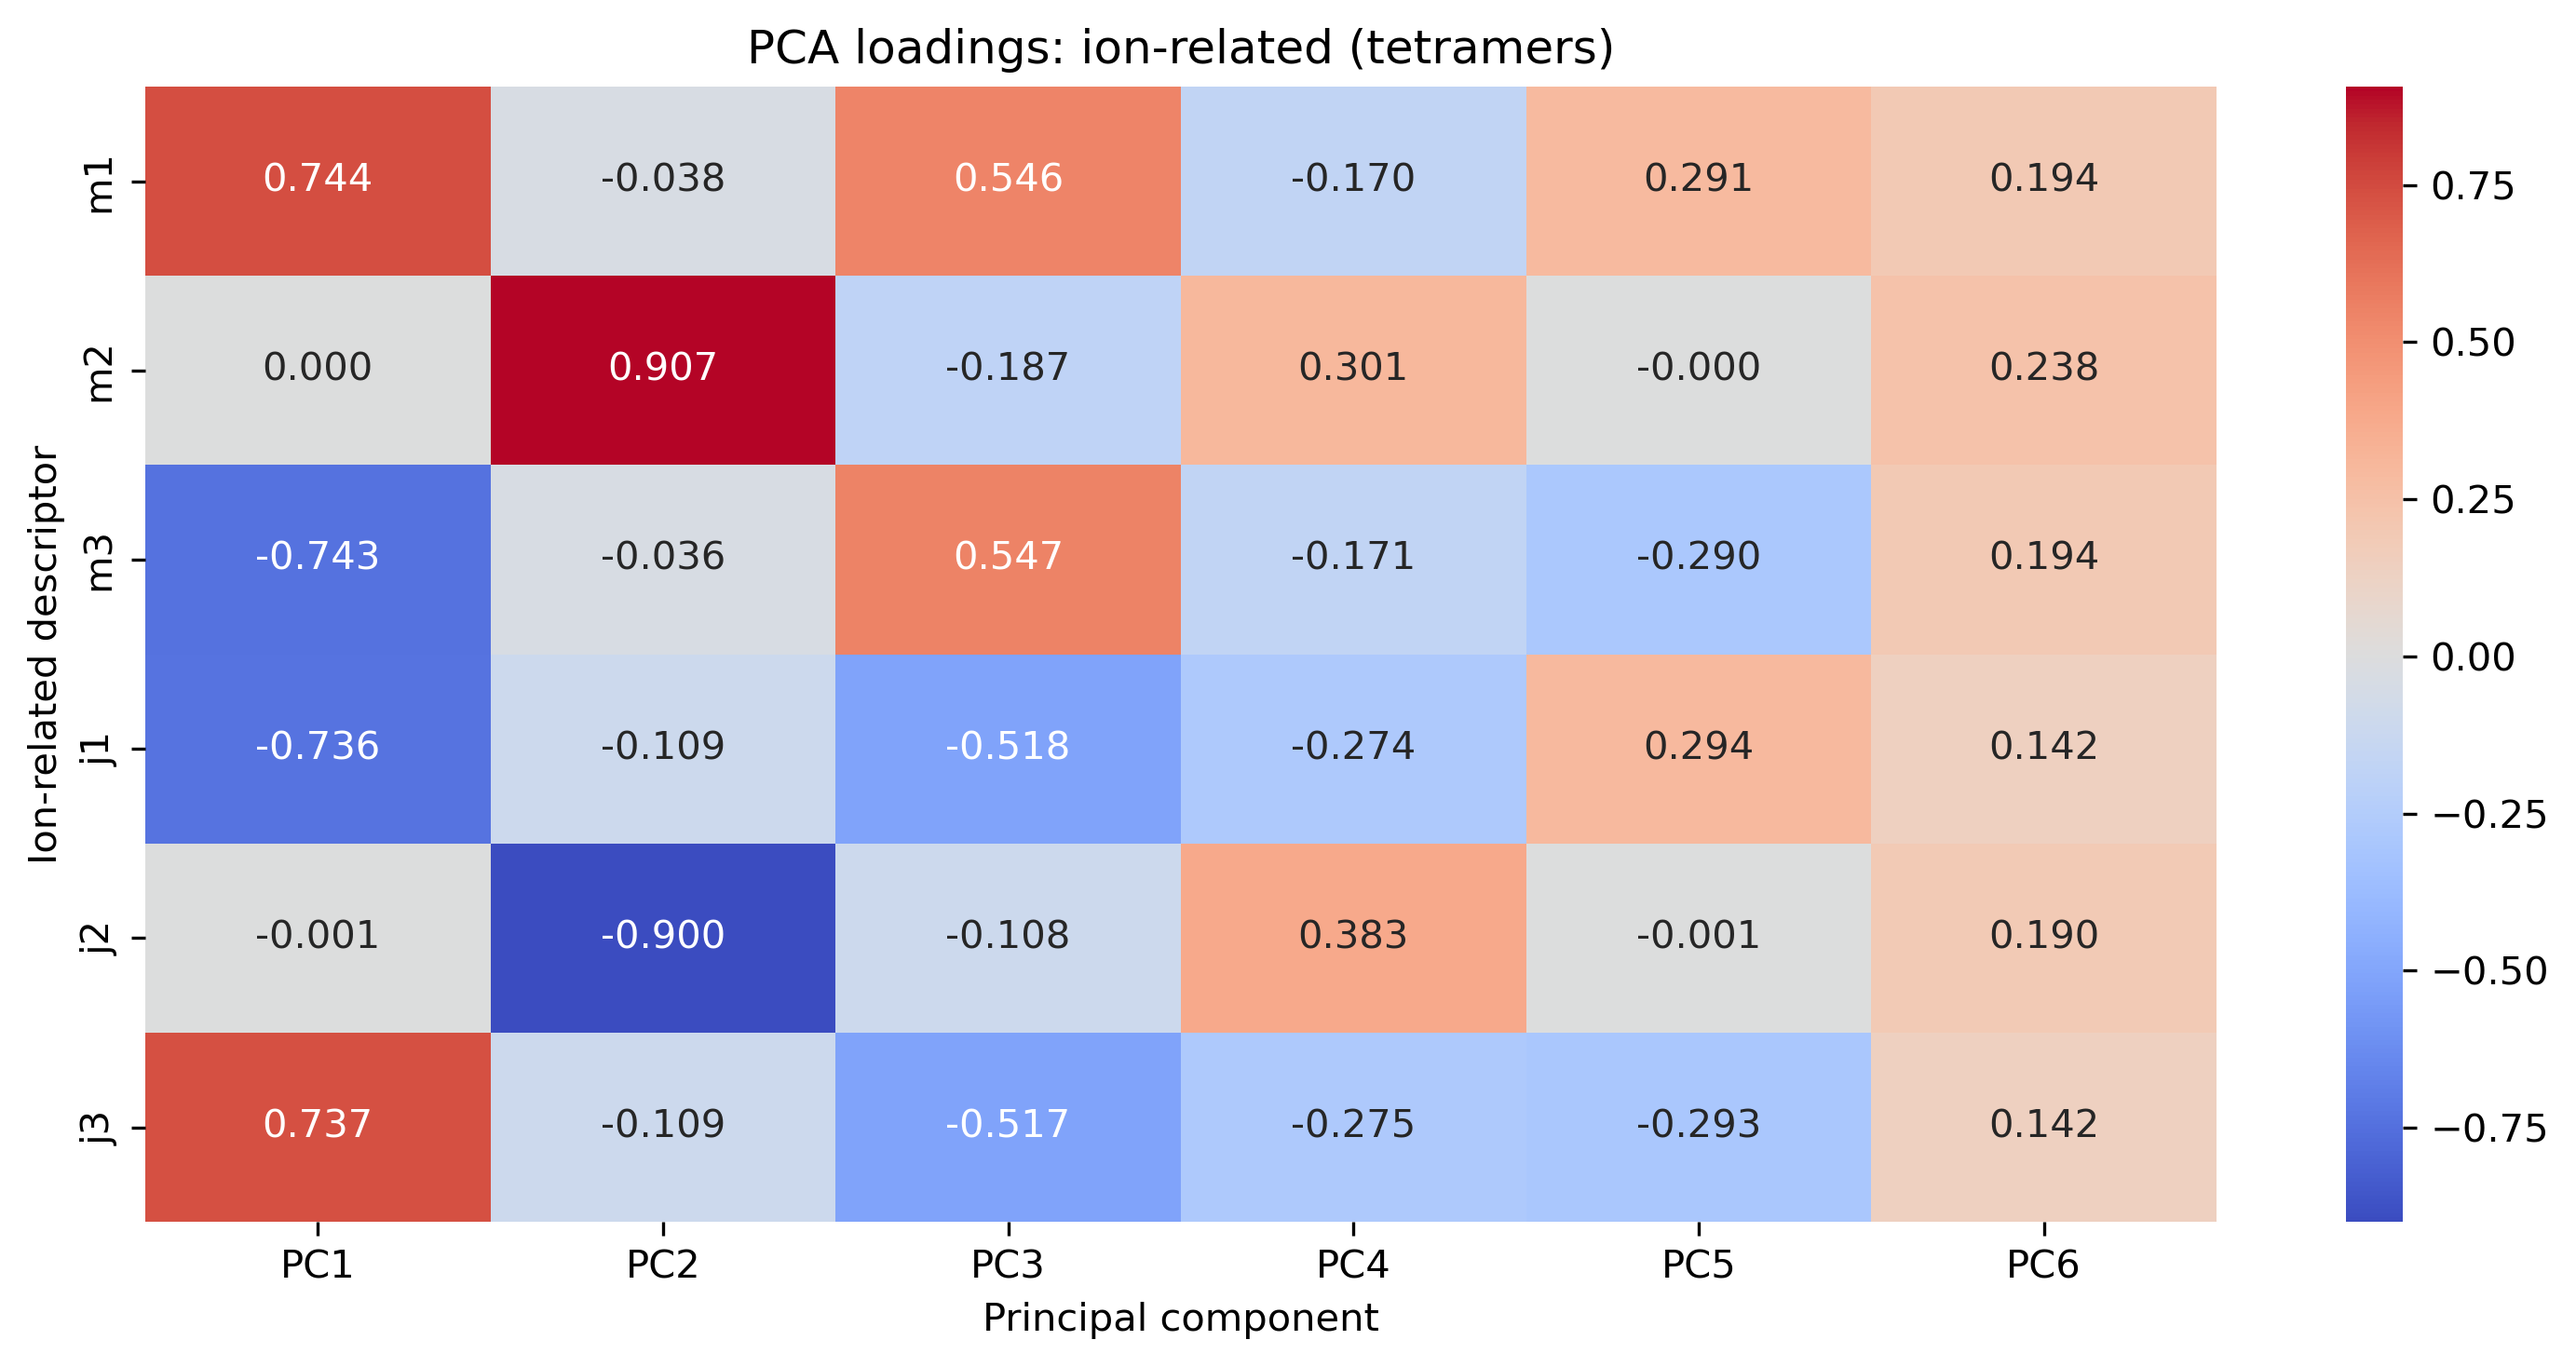 PCA loadings: ion-related (tetramers)
Ion-related descriptor
m1 0.744 -0.038 0.546 -0.170 0.291 0.194
m2 0.000 0.907 -0.187 0.301 -0.000 0.238
m3 -0.743 -0.036 0.547 -0.171 -0.290 0.194
j1 -0.736 -0.109 -0.518 -0.274 0.294 0.142
j2 -0.001 -0.900 -0.108 0.383 -0.001 0.190
j3 0.737 -0.109 -0.517 -0.275 -0.293 0.142
PC1 PC2 PC3 PC4 PC5 PC6
Principal component
0.75
0.50
0.25
0.00
−0.25
−0.50
−0.75